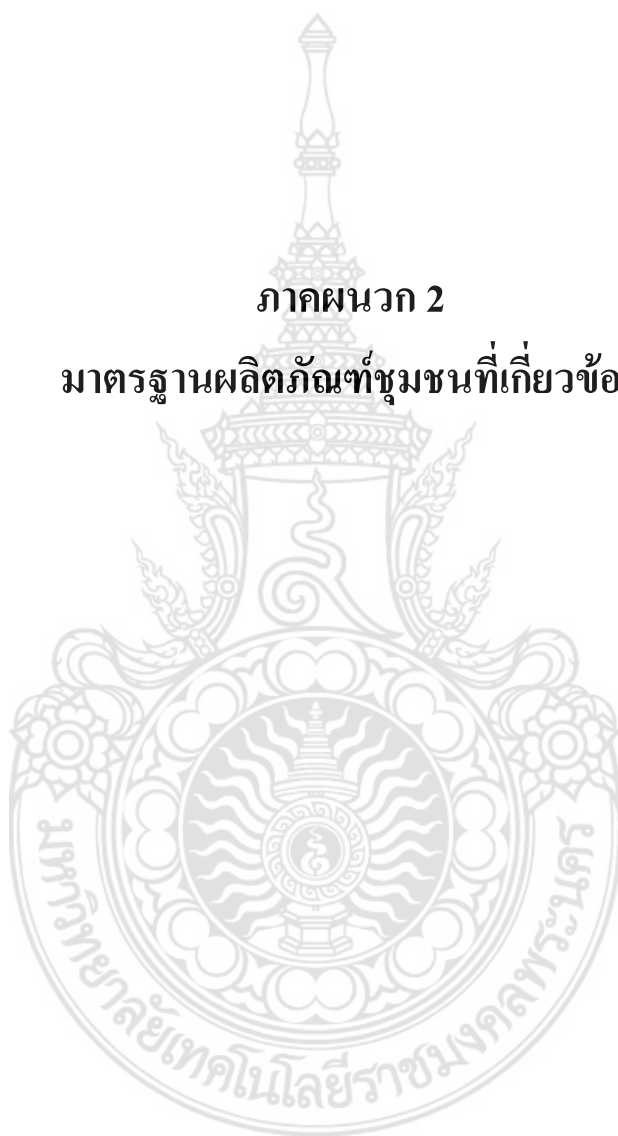 ภาคผนวก 2
มาตรฐานผลิตภัณฑ์ชุมชนที่เกี่ยวข้อ
มหาวิทยาลัยเทคโนโลยีราชมงคลพระนคร